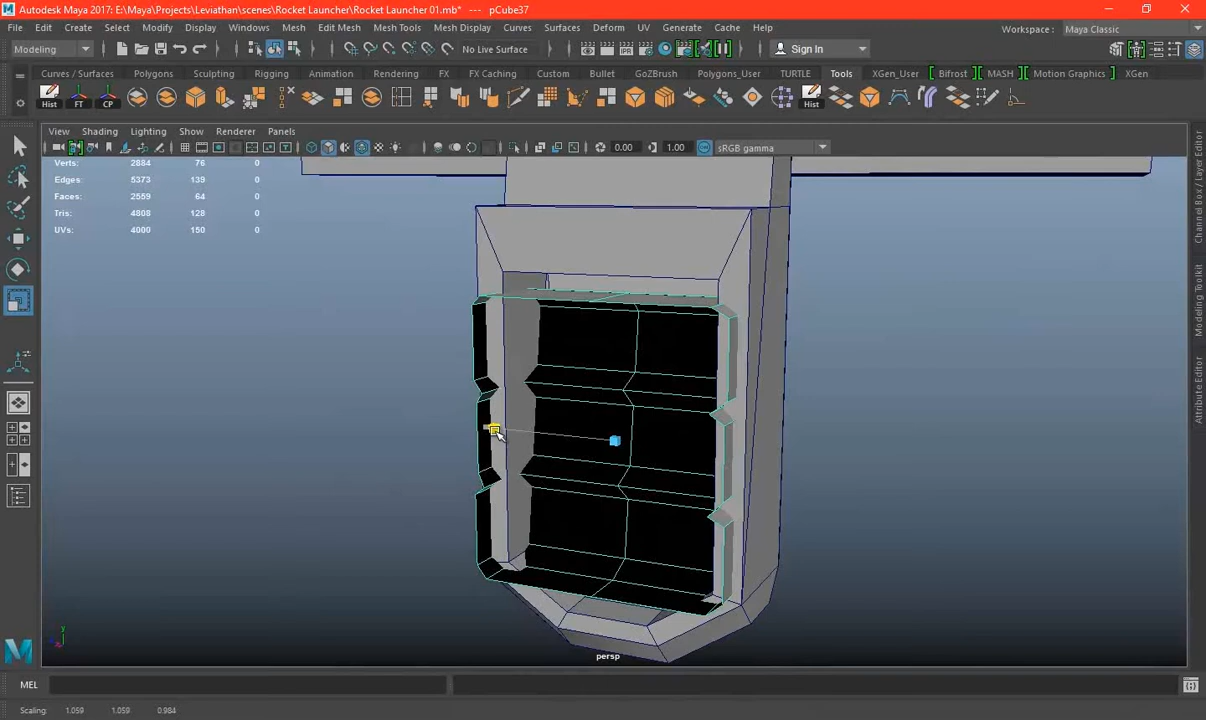 Autodesk Maya 2017: E:\Maya\Projects\Leviathan\scenes\Rocket Launcher\Rocket Launcher 01.mb* --- pCube37
File Edit Create Select Modify Display Windows Mesh Edit Mesh Mesh Tools Mesh Display Curves Surfaces Deform UV Generate Cache Help Workspace : Maya Classic
Modeling No Live Surface Sign In
Curves / Surfaces Polygons Sculpting Rigging Animation Rendering FX FX Caching Custom Bullet GoZBrush Polygons_User TURTLE Tools XGen_User Bifrost MASH Motion Graphics XGen
Hist FT CP Hist
View Shading Lighting Show Renderer Panels
0.00 1.00 sRGB gamma
Verts: 2884 76 0
Edges: 5373 139 0
Faces: 2559 64 0
Tris: 4808 128 0
UVs: 4000 150 0
Channel Box / Layer Editor
Modeling Toolkit
Attribute Editor
y
persp
MEL
Scaling: 1.059 1.059 0.984